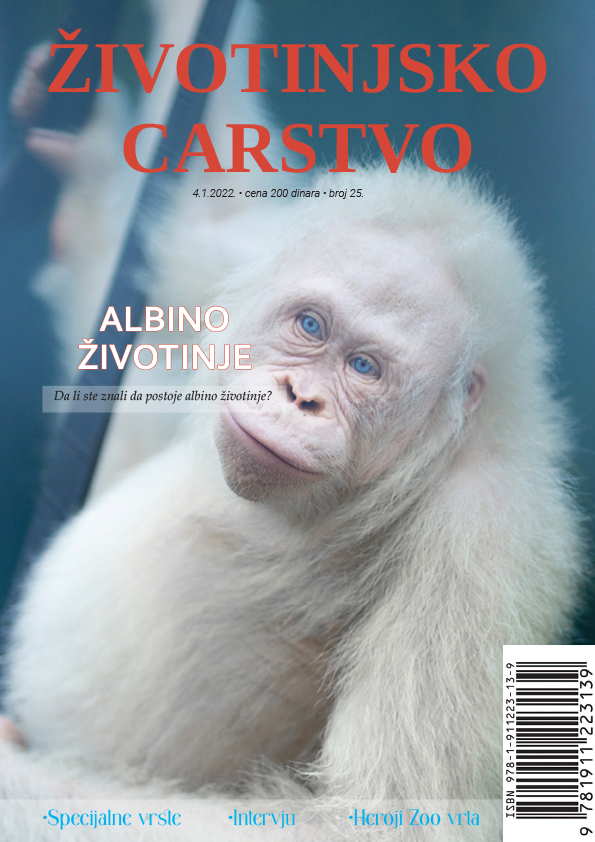 ŽIVOTINJSKO
CARSTVO
4.1.2022. • cena 200 dinara • broj 25.
ALBINO
ŽIVOTINJE
Da li ste znali da postoje albino životinje?
•Specijalne vrste
•Intervju
•Heroji Zoo vrta
ISBN 978-1-911223-13-9
9 781911 223139